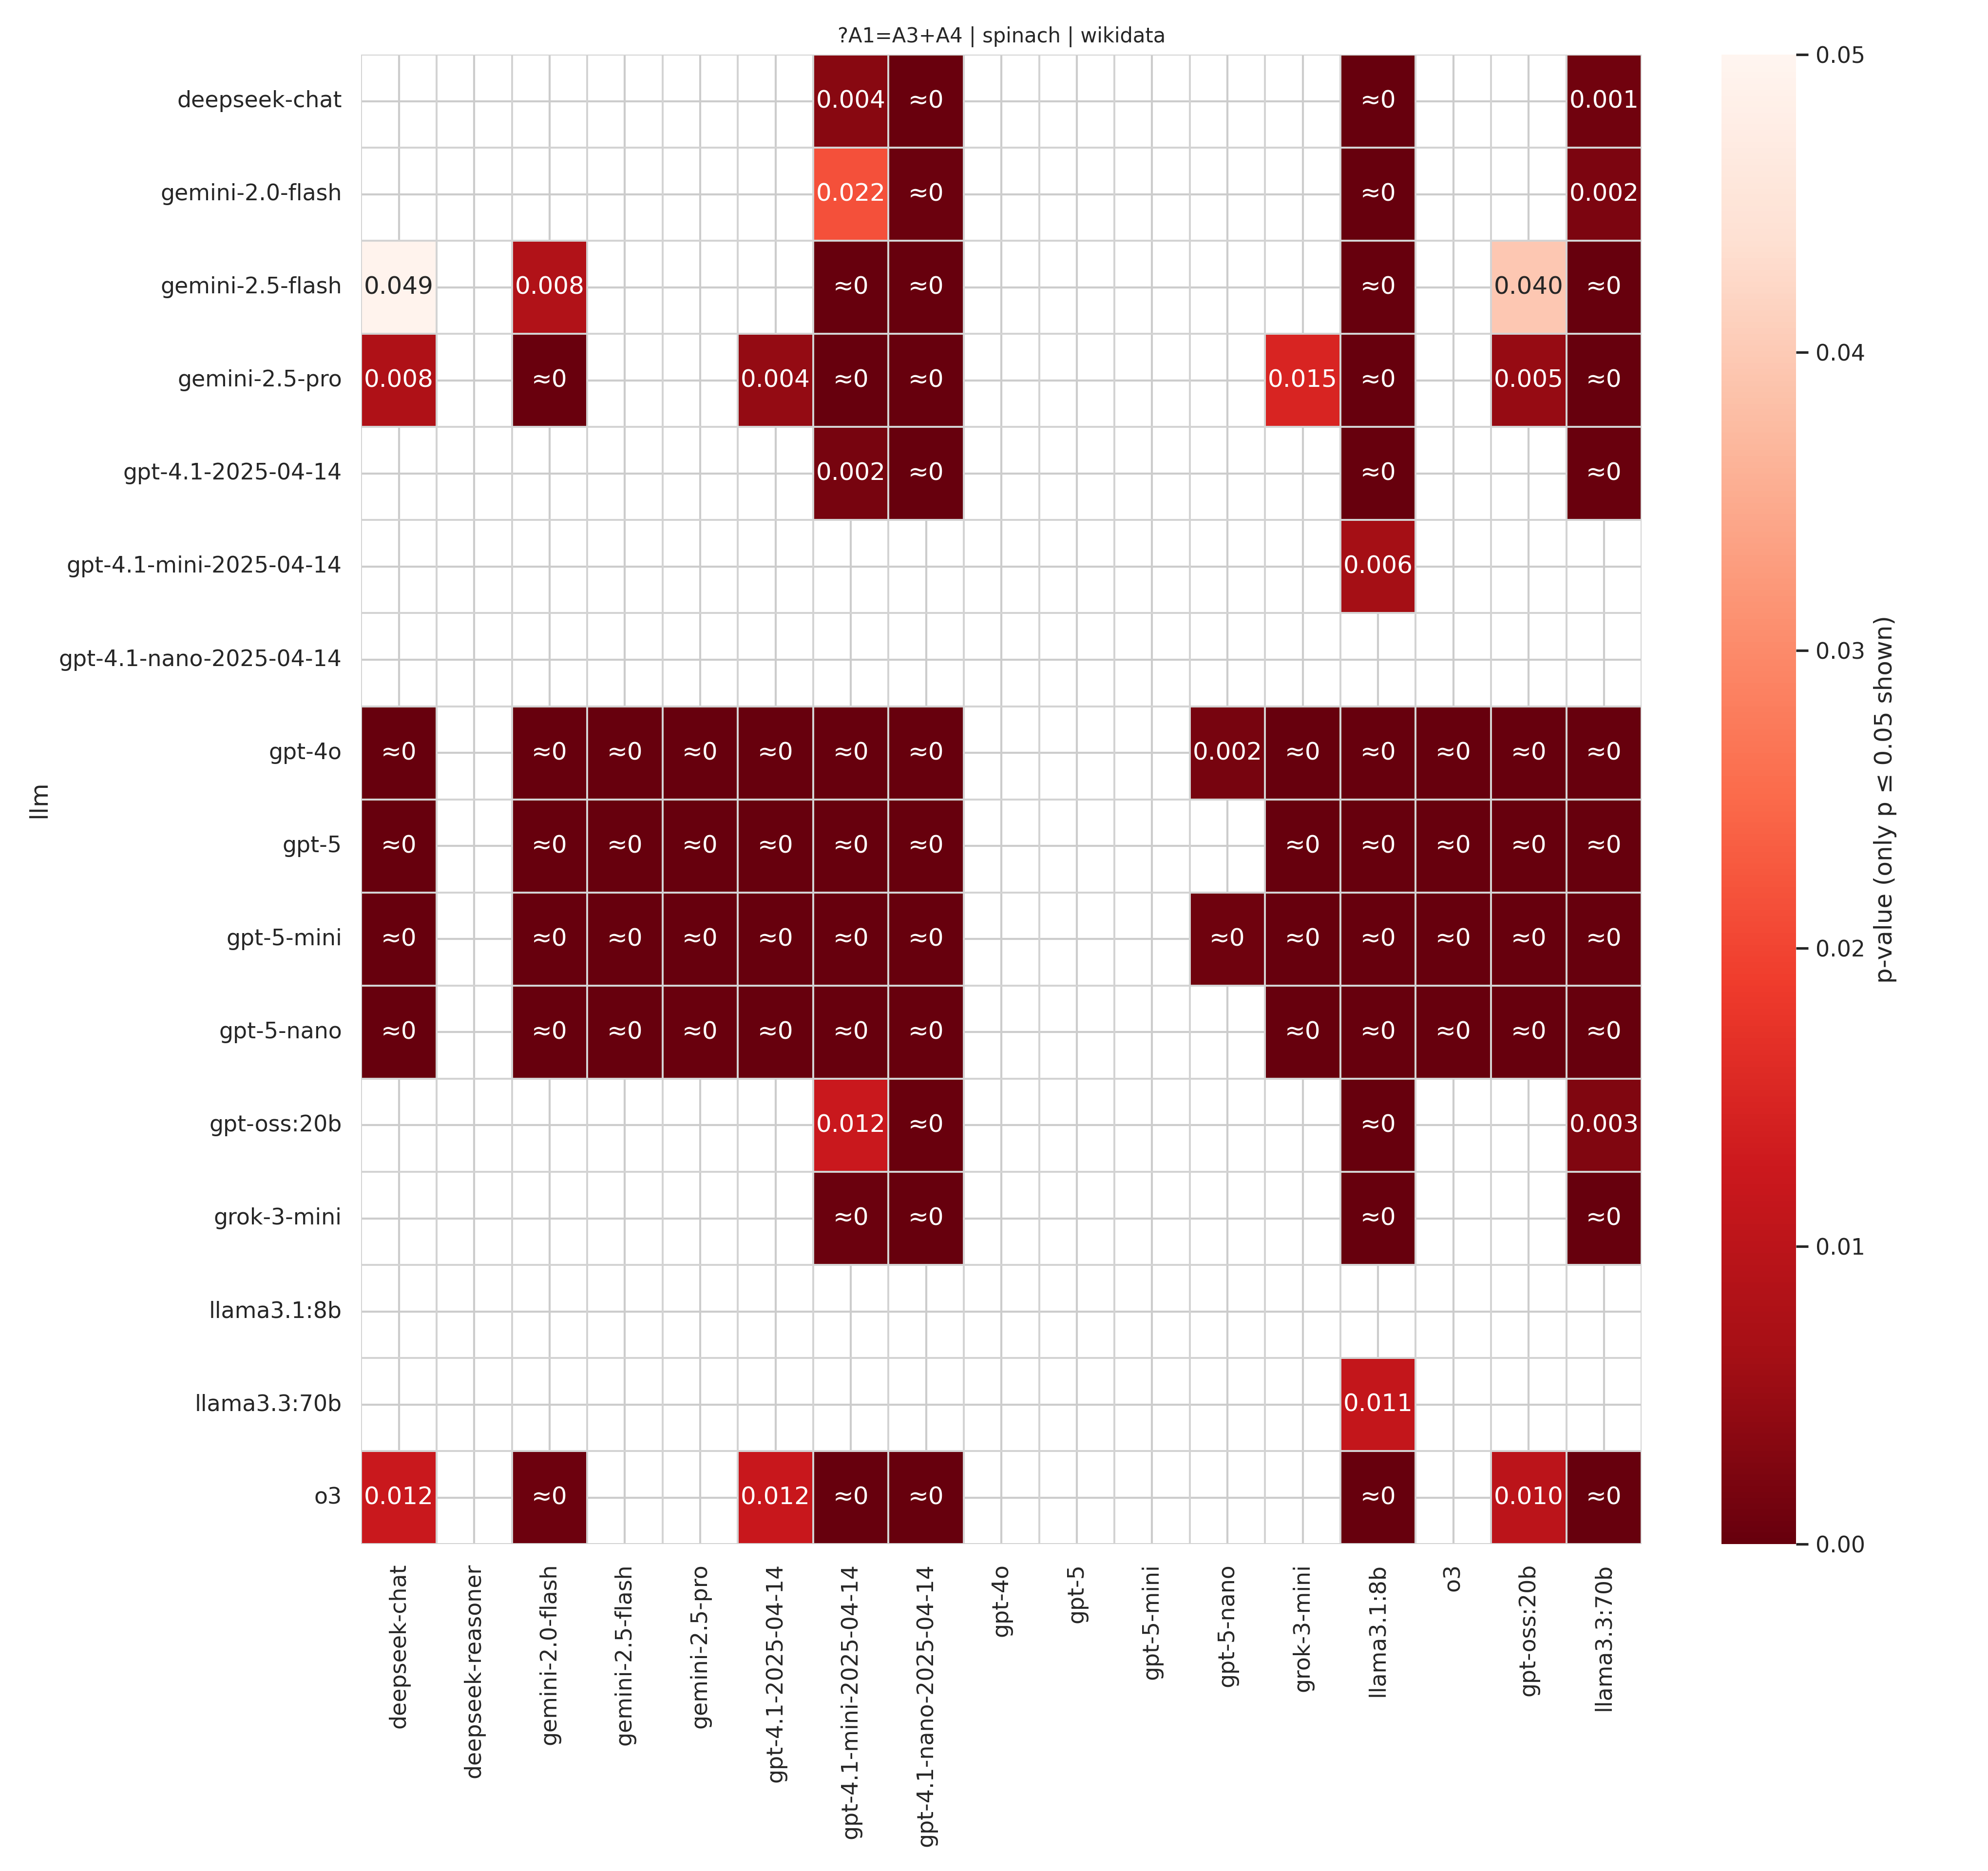 ?A1=A3+A4 | spinach | wikidata
deepseek-chat 0.004 ≈0 ≈0 0.001
gemini-2.0-flash 0.022 ≈0 ≈0 0.002
gemini-2.5-flash 0.049 0.008 ≈0 ≈0 ≈0 0.040 ≈0
gemini-2.5-pro 0.008 ≈0 0.004 ≈0 ≈0 0.015 ≈0 0.005 ≈0
gpt-4.1-2025-04-14 0.002 ≈0 ≈0 ≈0
gpt-4.1-mini-2025-04-14 0.006
gpt-4.1-nano-2025-04-14
gpt-4o ≈0 ≈0 ≈0 ≈0 ≈0 ≈0 ≈0 0.002 ≈0 ≈0 ≈0 ≈0 ≈0
gpt-5 ≈0 ≈0 ≈0 ≈0 ≈0 ≈0 ≈0 ≈0 ≈0 ≈0 ≈0 ≈0
gpt-5-mini ≈0 ≈0 ≈0 ≈0 ≈0 ≈0 ≈0 ≈0 ≈0 ≈0 ≈0 ≈0 ≈0
gpt-5-nano ≈0 ≈0 ≈0 ≈0 ≈0 ≈0 ≈0 ≈0 ≈0 ≈0 ≈0 ≈0
gpt-oss:20b 0.012 ≈0 ≈0 0.003
grok-3-mini ≈0 ≈0 ≈0 ≈0
llama3.1:8b
llama3.3:70b 0.011
o3 0.012 ≈0 0.012 ≈0 ≈0 ≈0 0.010 ≈0
llm
deepseek-chat
deepseek-reasoner
gemini-2.0-flash
gemini-2.5-flash
gemini-2.5-pro
gpt-4.1-2025-04-14
gpt-4.1-mini-2025-04-14
gpt-4.1-nano-2025-04-14
gpt-4o
gpt-5
gpt-5-mini
gpt-5-nano
grok-3-mini
llama3.1:8b
o3
gpt-oss:20b
llama3.3:70b
0.05
0.04
0.03
0.02
0.01
0.00
p-value (only p ≤ 0.05 shown)